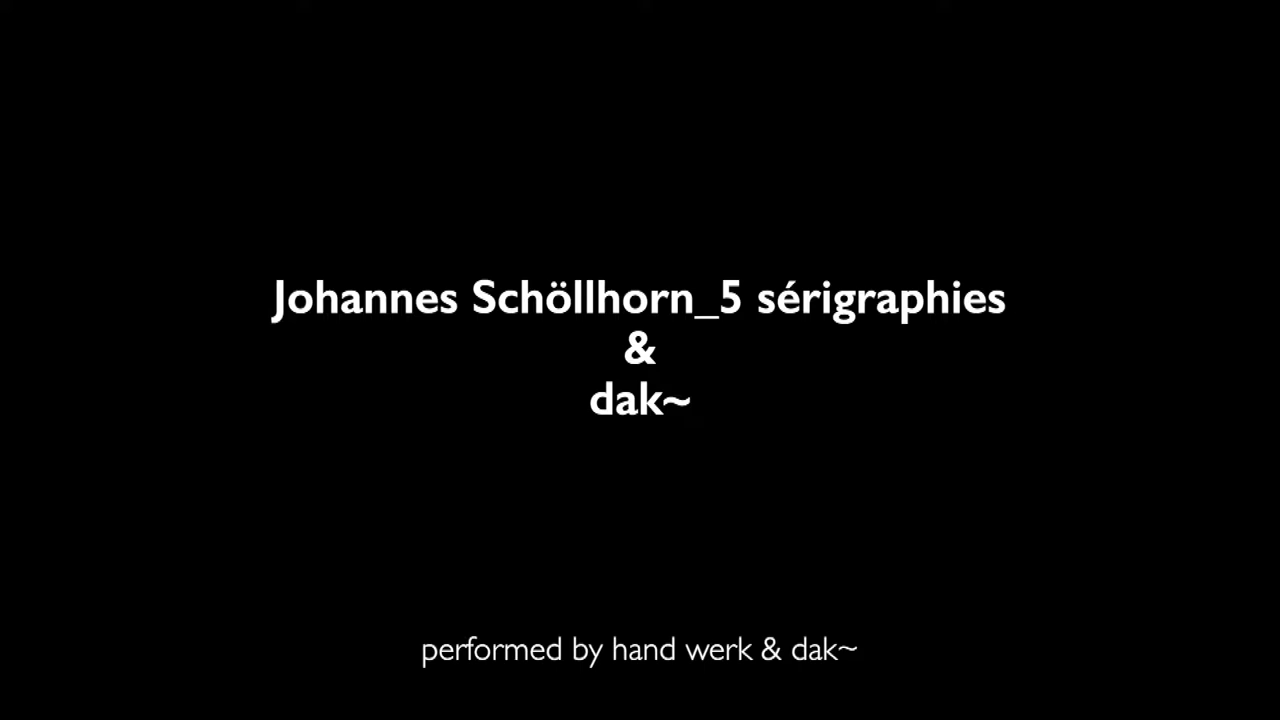 Johannes Schöllhorn_5 sérigraphies
&
dak~
performed by hand werk & dak~